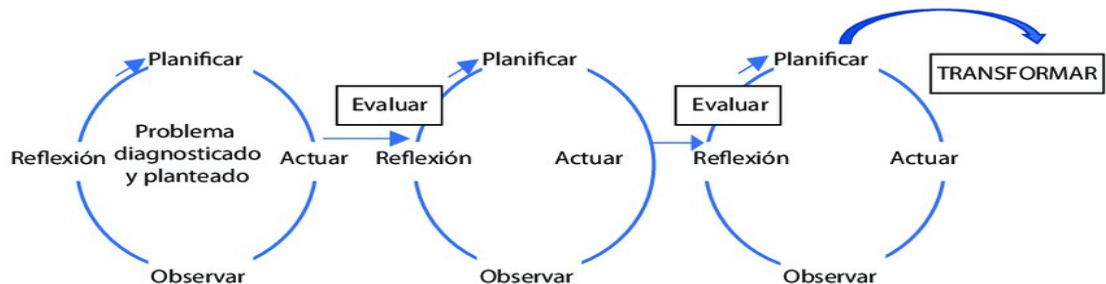 Planificar
Problema
diagnosticado
y planteado
Reflexión
Actuar
Observar
Evaluar
Planificar
Reflexión
Actuar
Observar
Evaluar
Planificar
Reflexión
Actuar
Observar
TRANSFORMAR